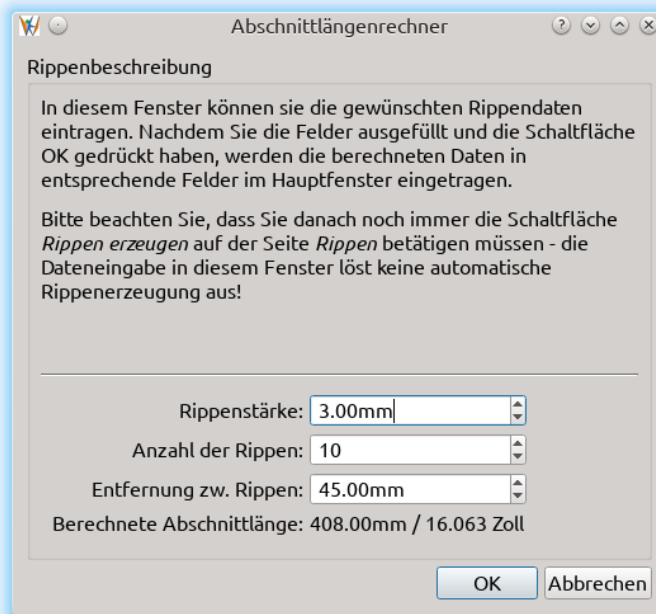 Abschnittlängenrechner
Rippenbeschreibung
In diesem Fenster können sie die gewünschten Rippendaten
eintragen. Nachdem Sie die Felder ausgefüllt und die Schaltfläche
OK gedrückt haben, werden die berechneten Daten in
entsprechende Felder im Hauptfenster eingetragen.
Bitte beachten Sie, dass Sie danach noch immer die Schaltfläche
Rippen erzeugen auf der Seite Rippen betätigen müssen - die
Dateneingabe in diesem Fenster löst keine automatische
Rippenerzeugung aus!
Rippenstärke: 3.00mm
Anzahl der Rippen: 10
Entfernung zw. Rippen: 45.00mm
Berechnete Abschnittlänge: 408.00mm / 16.063 Zoll
OK Abbrechen